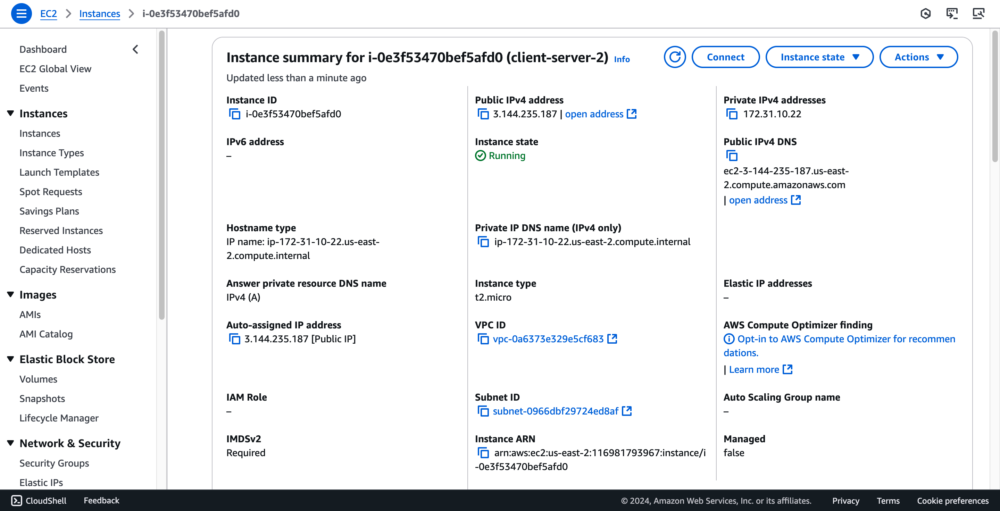 EC2 > Instances > i-0e3f53470bef5afd0
Dashboard
EC2 Global View
Events
Instances
Instances
Instance Types
Launch Templates
Spot Requests
Savings Plans
Reserved Instances
Dedicated Hosts
Capacity Reservations
Images
AMIs
AMI Catalog
Elastic Block Store
Volumes
Snapshots
Lifecycle Manager
Network & Security
Security Groups
Elastic IPs
Instance summary for i-0e3f53470bef5afd0 (client-server-2) Info
Connect
Instance state
Actions
Updated less than a minute ago
Instance ID
i-0e3f53470bef5afd0
Public IPv4 address
3.144.235.187 | open address
Private IPv4 addresses
172.31.10.22
IPv6 address
–
Instance state
Running
Public IPv4 DNS
ec2-3-144-235-187.us-east-
2.compute.amazonaws.com
| open address
Hostname type
IP name: ip-172-31-10-22.us-east-
2.compute.internal
Private IP DNS name (IPv4 only)
ip-172-31-10-22.us-east-2.compute.internal
Answer private resource DNS name
IPv4 (A)
Instance type
t2.micro
Elastic IP addresses
–
Auto-assigned IP address
3.144.235.187 [Public IP]
VPC ID
vpc-0a6373e329e5cf683
AWS Compute Optimizer finding
Opt-in to AWS Compute Optimizer for recommen
dations.
| Learn more
IAM Role
–
Subnet ID
subnet-0966dbf29724ed8af
Auto Scaling Group name
–
IMDSv2
Required
Instance ARN
arn:aws:ec2:us-east-2:116981793967:instance/i
-0e3f53470bef5afd0
Managed
false
CloudShell
Feedback
© 2024, Amazon Web Services, Inc. or its affiliates.
Privacy
Terms
Cookie preferences